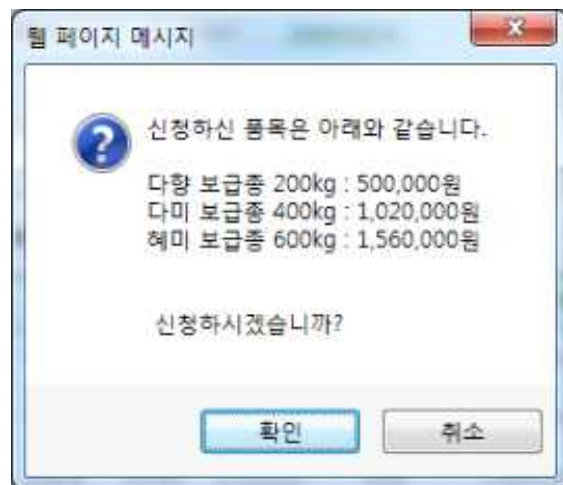 웹 페이지 메시지
신청하신 품목은 아래와 같습니다.
다향 보급종 200kg : 500,000원
다미 보급종 400kg : 1,020,000원
혜미 보급종 600kg : 1,560,000원
신청하시겠습니까?
확인
취소